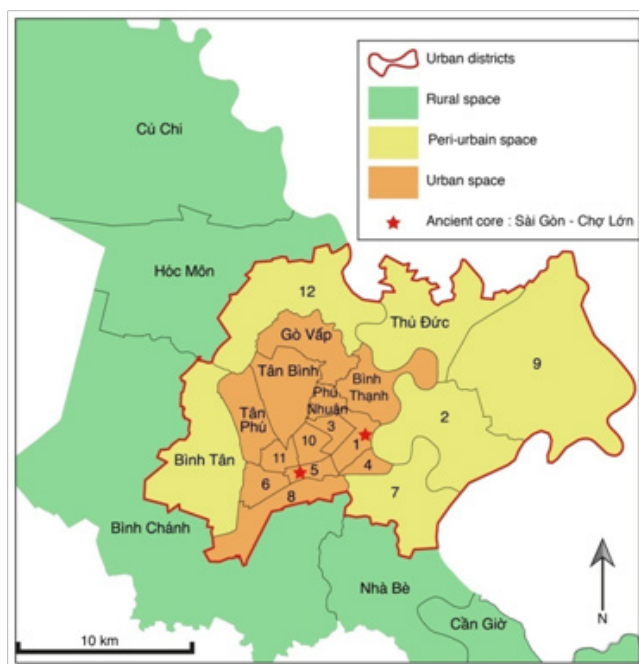 Urban districts
Rural space
Peri-urbain space
Urban space
Ancient core : Sài Gòn - Chợ Lớn
Củ Chi
Hóc Môn
12
Thủ Đức
Gò Vấp
9
Tân Bình
Bình
Thạnh
Phú
Nhuận
Tân
Phú
2
3
10
1
Bình Tân
11
5
4
6
7
8
Bình Chánh
Nhà Bè
Cần Giờ
10 km
N